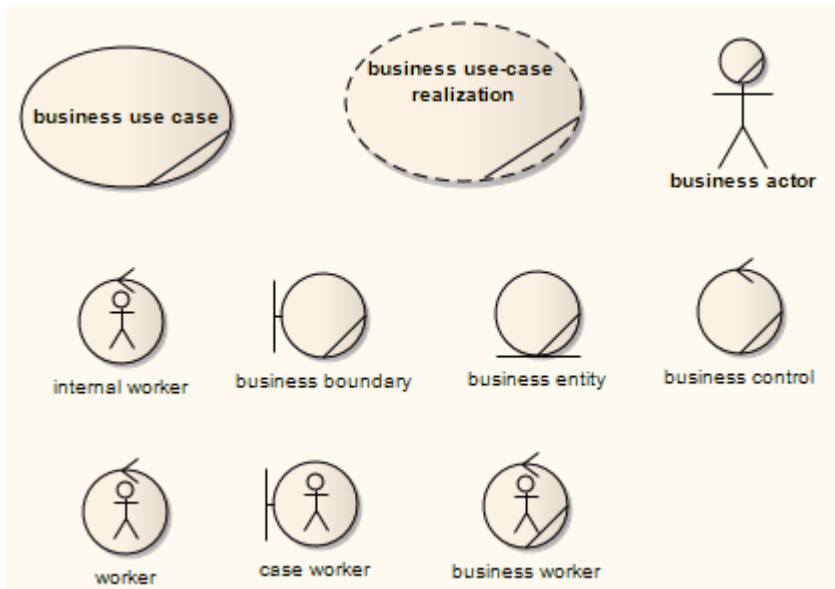 business use case
business use-case
realization
business actor
internal worker
business boundary
business entity
business control
worker
case worker
business worker